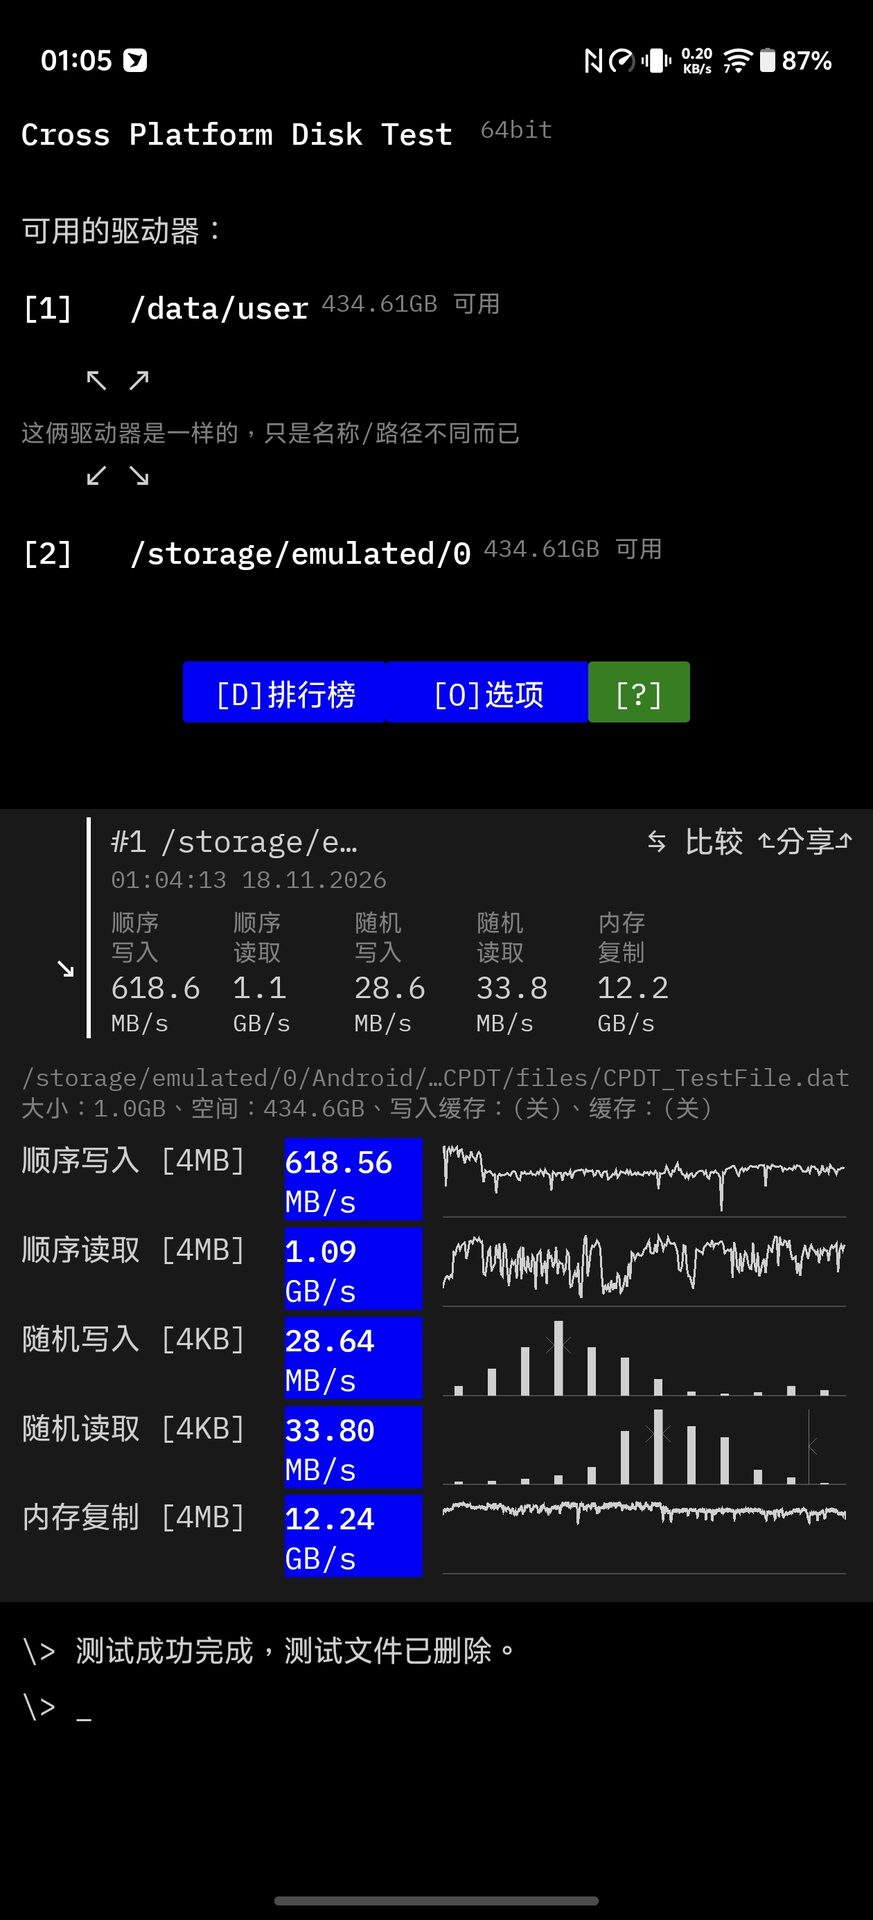 01:05 0.20 KB/s 7 87%
Cross Platform Disk Test 64bit
可用的驱动器：
[1] /data/user 434.61GB 可用
↖ ↗
这俩驱动器是一样的，只是名称/路径不同而已
↙ ↘
[2] /storage/emulated/0 434.61GB 可用
[D]排行榜 [O]选项 [?]
#1 /storage/e… ⇆ 比较 分享
01:04:13 18.11.2026
顺序 顺序 随机 随机 内存
写入 读取 写入 读取 复制
↘ 618.6 1.1 28.6 33.8 12.2
MB/s GB/s MB/s MB/s GB/s
/storage/emulated/0/Android/…CPDT/files/CPDT_TestFile.dat
大小：1.0GB、空间：434.6GB、写入缓存：(关)、缓存：(关)
顺序写入 [4MB] 618.56
MB/s
顺序读取 [4MB] 1.09
GB/s
随机写入 [4KB] 28.64
MB/s
随机读取 [4KB] 33.80
MB/s
内存复制 [4MB] 12.24
GB/s
\> 测试成功完成，测试文件已删除。
\> _